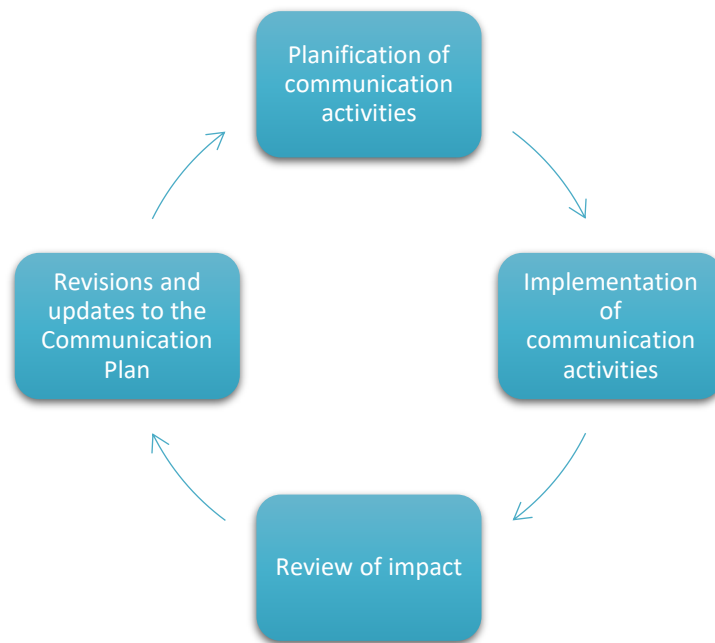 Planification of
communication
activities
Implementation
of
communication
activities
Review of impact
Revisions and
updates to the
Communication
Plan